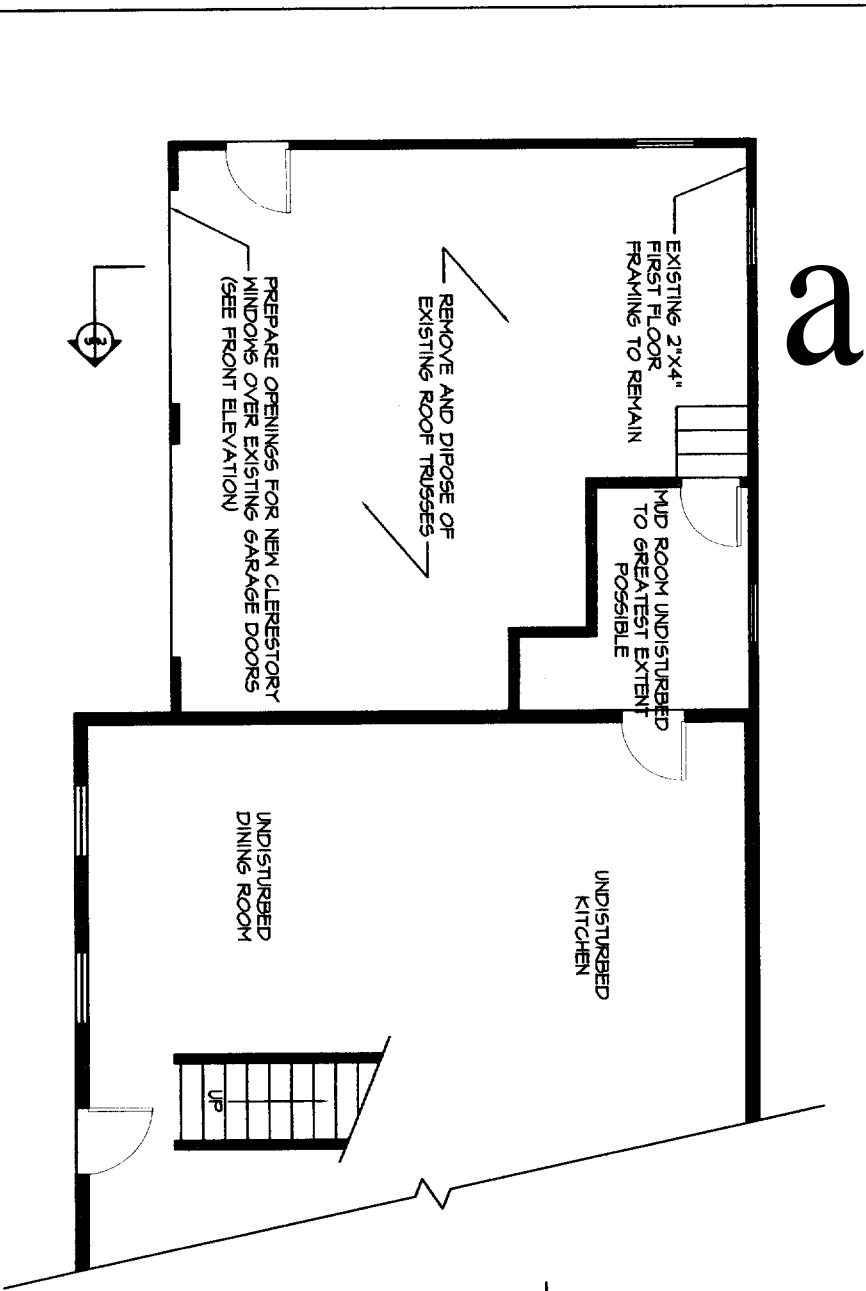 a
EXISTING 2"X4"
FIRST FLOOR
FRAMING TO REMAIN
MUD ROOM UNDISTURBED
TO GREATEST EXTENT
POSSIBLE
REMOVE AND DIPOSE OF
EXISTING ROOF TRUSSES
PREPARE OPENINGS FOR NEW CLERESTORY
WINDOWS OVER EXISTING GARAGE DOORS
(SEE FRONT ELEVATION)
UNDISTURBED
KITCHEN
UNDISTURBED
DINING ROOM
UP